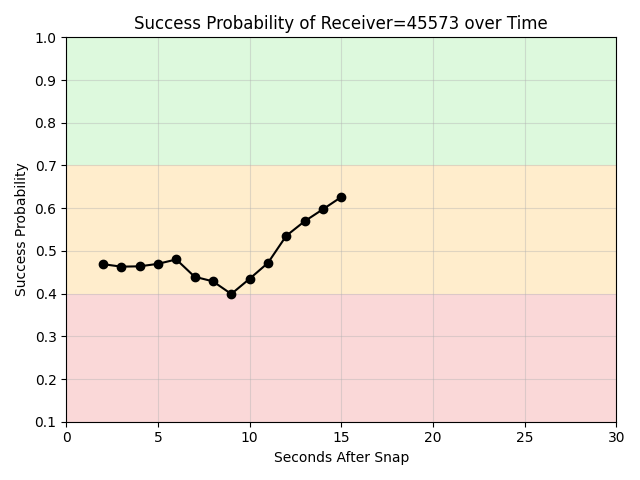 Success Probability of Receiver=45573 over Time
1.0
0.9
0.8
0.7
0.6
0.5
0.4
0.3
0.2
0.1
Success Probability
0 5 10 15 20 25 30
Seconds After Snap